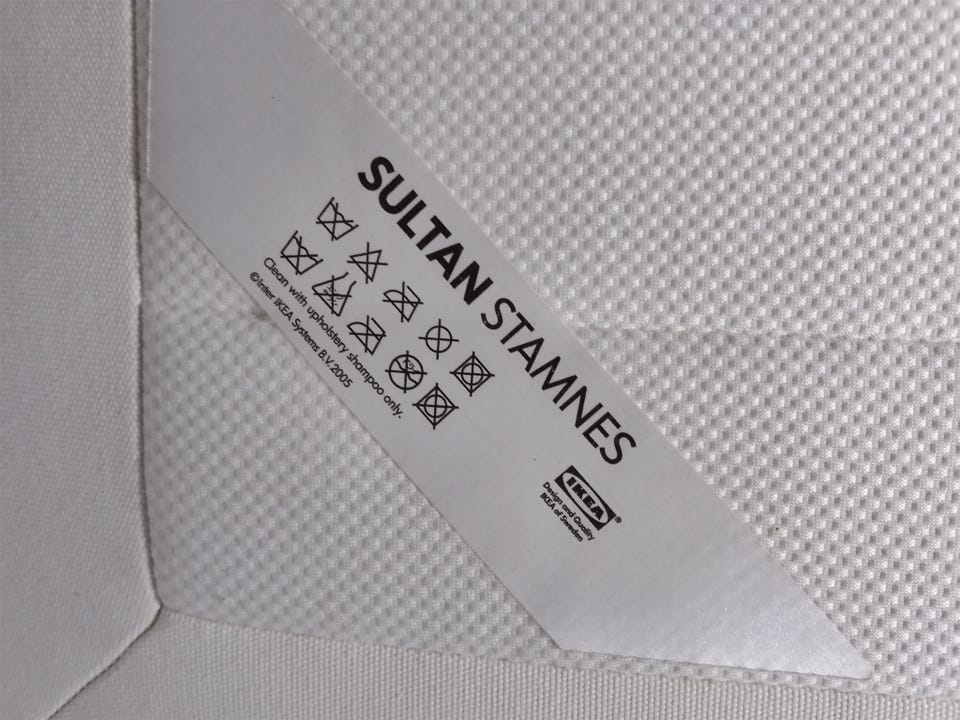 SULTAN STAMNES
Clean with upholstery shampoo only.
©Inter IKEA Systems B.V. 2005
IKEA®
Design and Quality
IKEA of Sweden